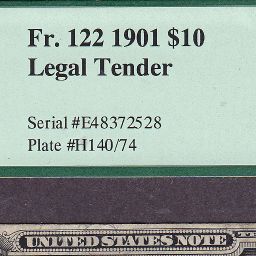 Fr. 122 1901 $10
Legal Tender
Serial #E48372528
Plate #H140/74
UNITED STATES NOTE